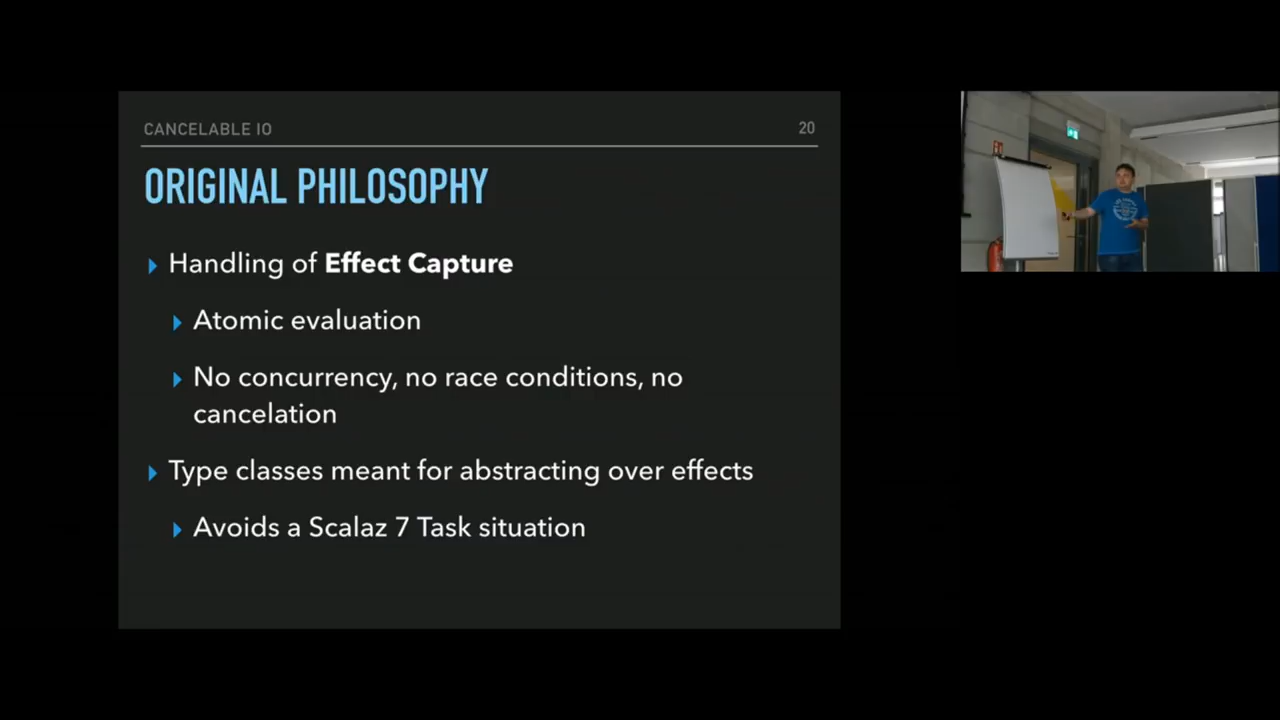 CANCELABLE IO
20
ORIGINAL PHILOSOPHY
Handling of Effect Capture
Atomic evaluation
No concurrency, no race conditions, no
cancelation
Type classes meant for abstracting over effects
Avoids a Scalaz 7 Task situation